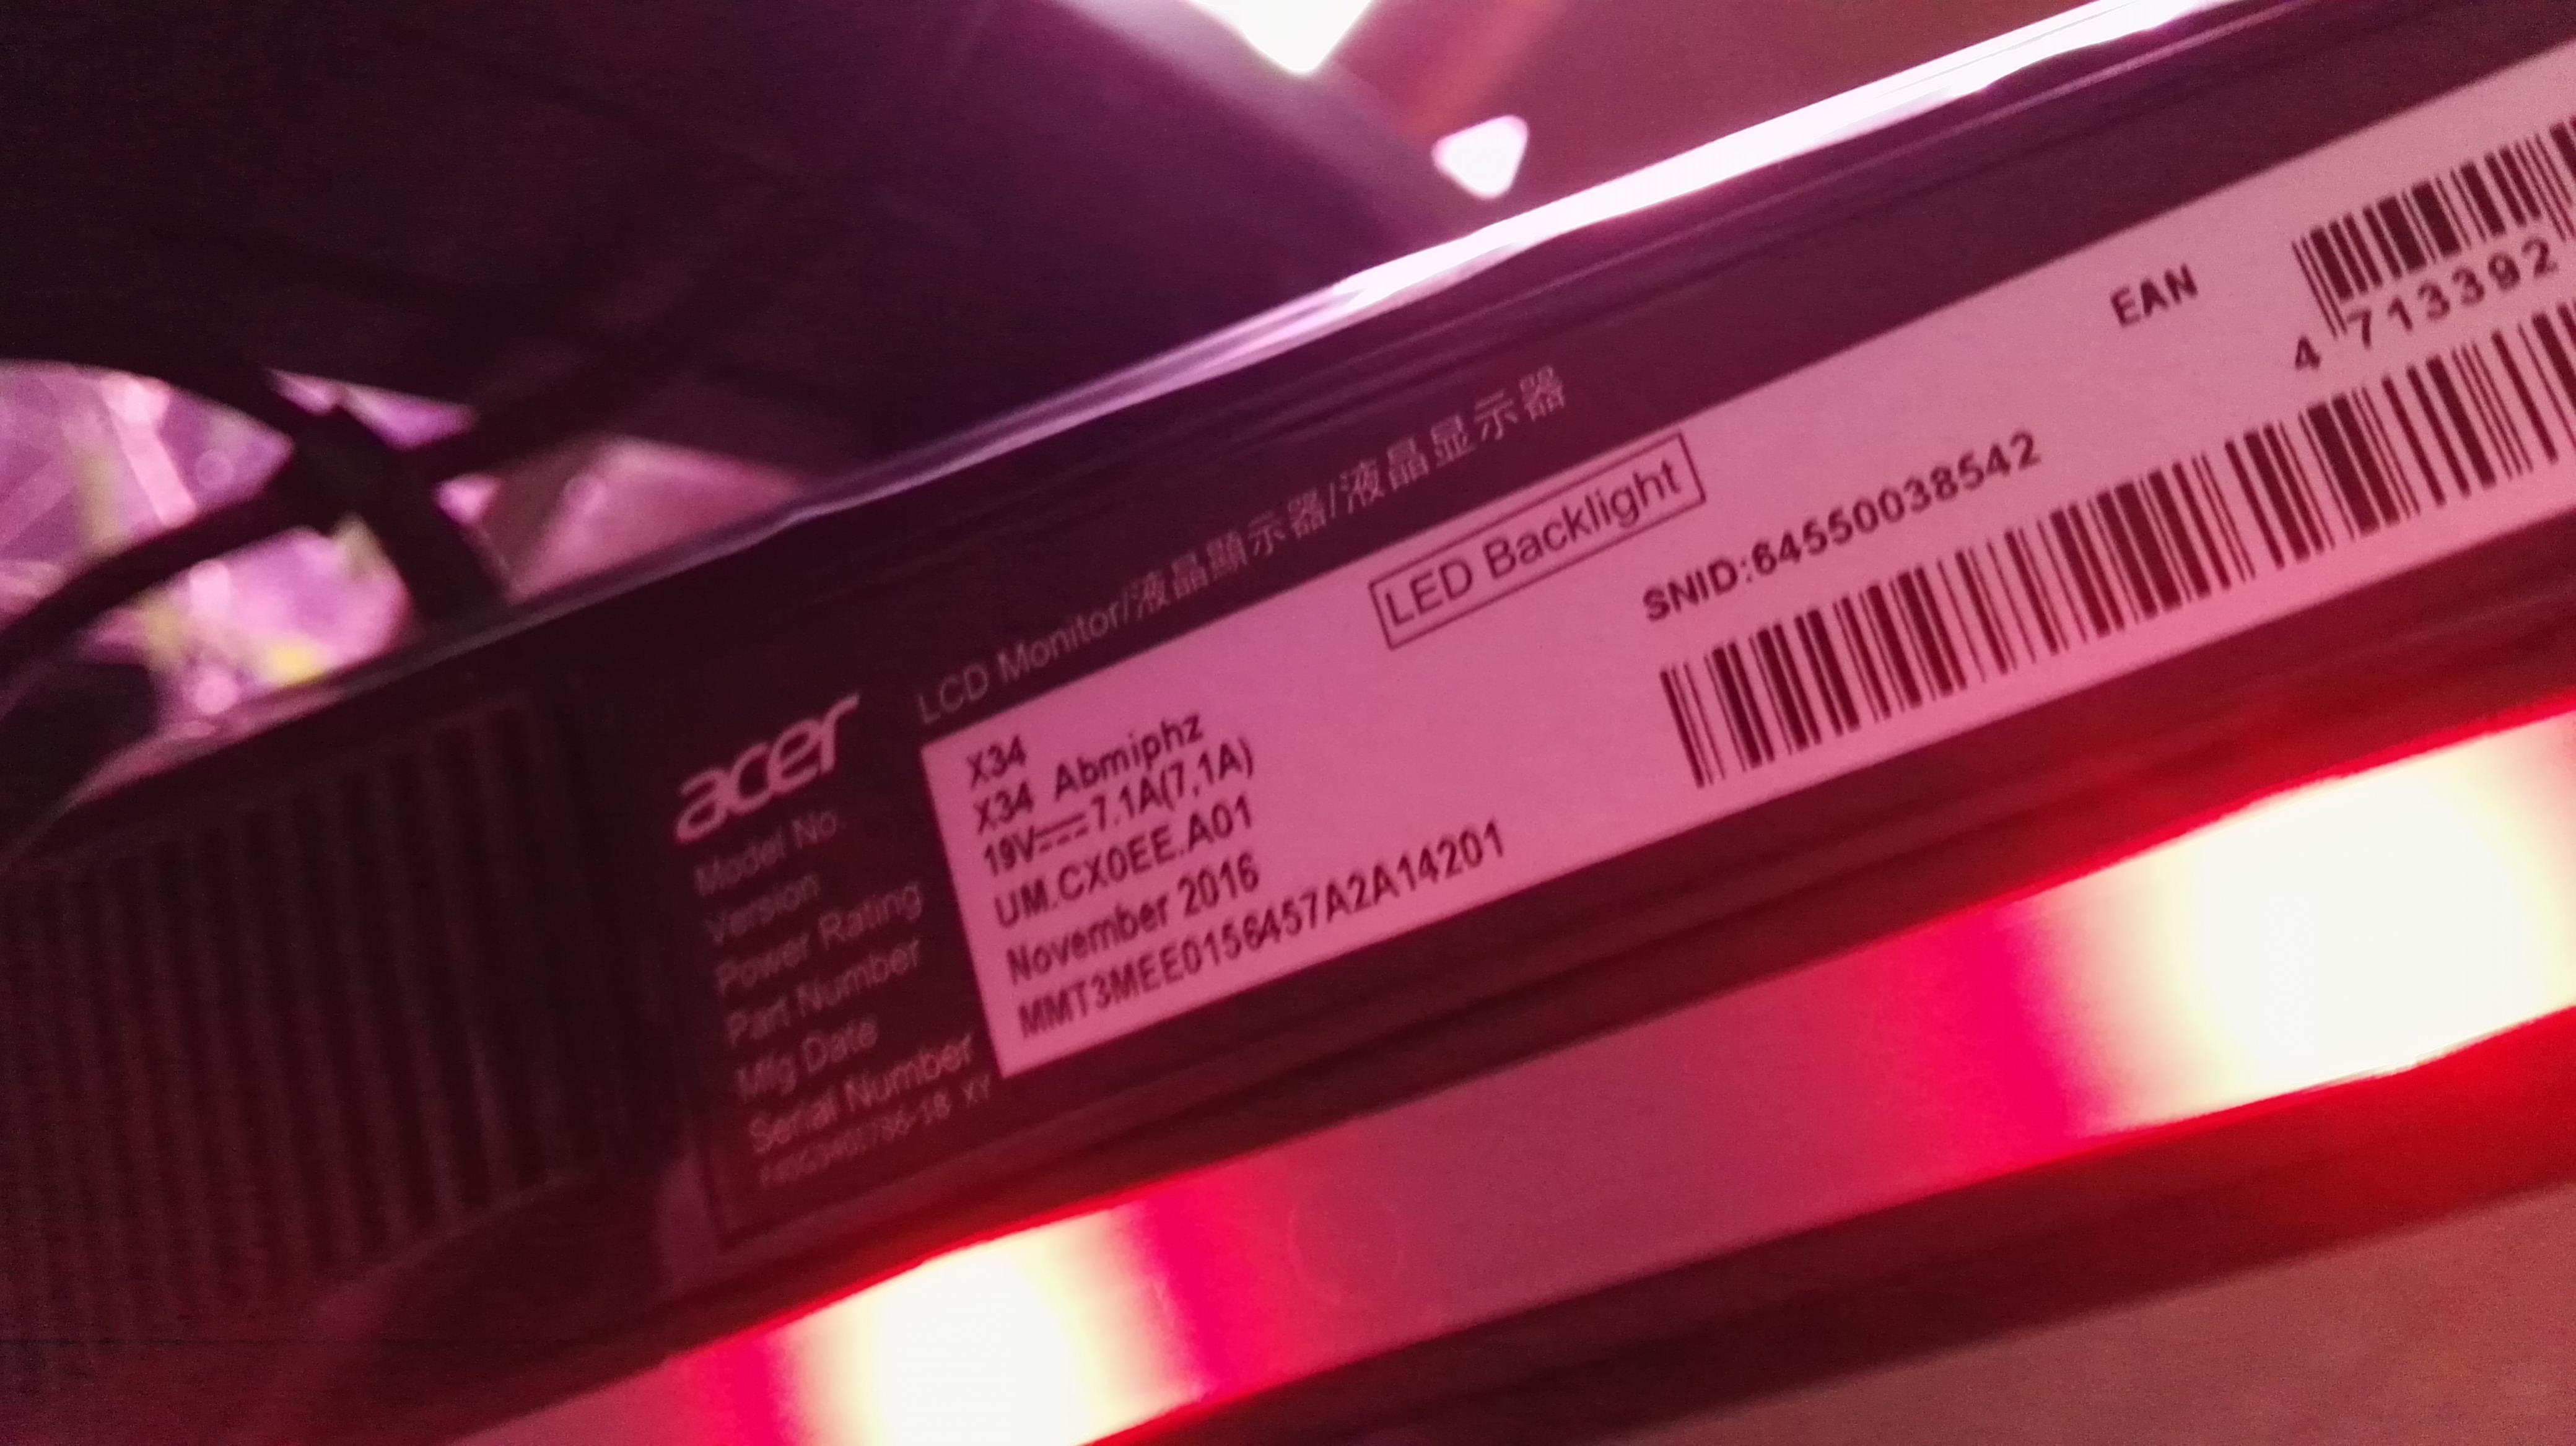 acer
LCD Monitor/液晶顯示器/液晶显示器
Model No. X34
Version X34 Abmiphz
Power Rating 19V⎓7.1A(7,1A)
Part Number UM.CX0EE.A01
Mfg Date November 2016
Serial Number MMT3MEE0156457A2A14201
LED Backlight
SNID:64550038542
EAN
4 713392